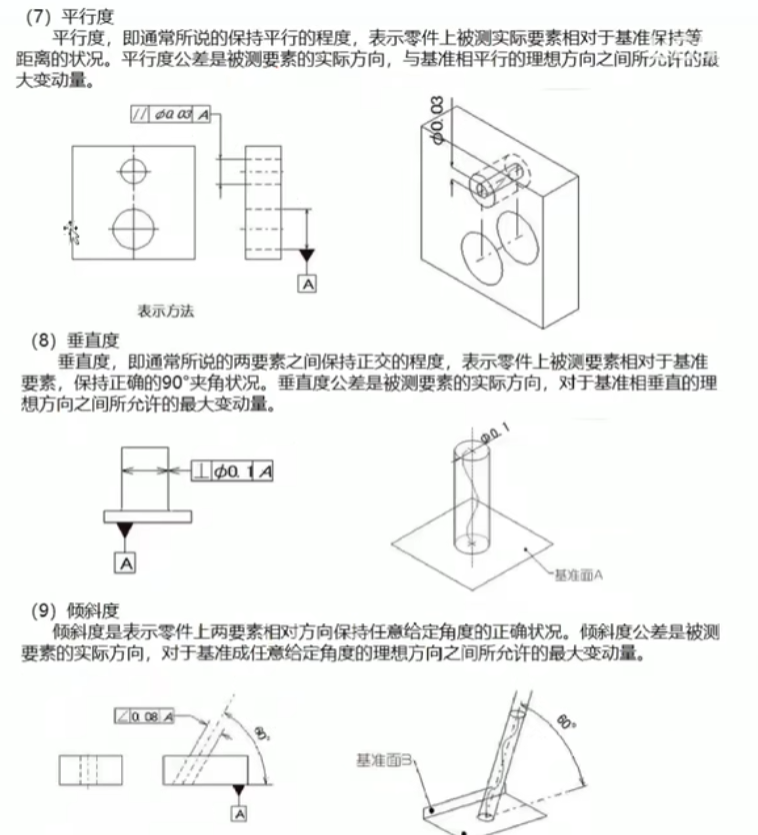 （7）平行度
平行度，即通常所说的保持平行的程度，表示零件上被测实际要素相对于基准保持等
距离的状况。平行度公差是被测要素的实际方向，与基准相平行的理想方向之间所允许的最
大变动量。
// φ0.03 A
φ0.03
A
表示方法
（8）垂直度
垂直度，即通常所说的两要素之间保持正交的程度，表示零件上被测要素相对于基准
要素，保持正确的90°夹角状况。垂直度公差是被测要素的实际方向，对于基准相垂直的理
想方向之间所允许的最大变动量。
φ0.1
⊥ φ0.1 A
A
基准面A
（9）倾斜度
倾斜度是表示零件上两要素相对方向保持任意给定角度的正确状况。倾斜度公差是被测
要素的实际方向，对于基准成任意给定角度的理想方向之间所允许的最大变动量。
∠ 0.08 A
60°
60°
基准面B
A